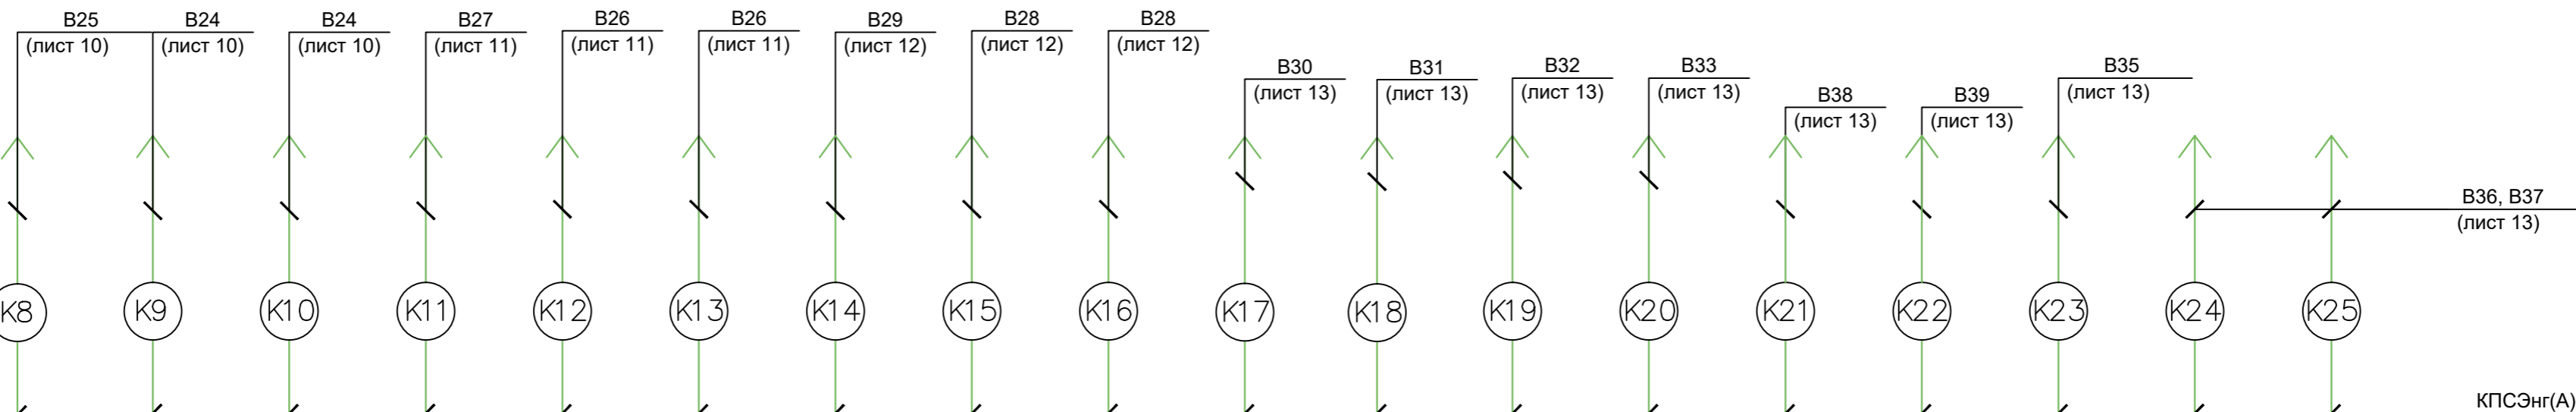 В25
(лист 10)
В24
(лист 10)
В24
(лист 10)
В27
(лист 11)
В26
(лист 11)
В26
(лист 11)
В29
(лист 12)
В28
(лист 12)
В28
(лист 12)
В30
(лист 13)
В31
(лист 13)
В32
(лист 13)
В33
(лист 13)
В38
(лист 13)
В39
(лист 13)
В35
(лист 13)
В36, В37
(лист 13)
К8
К9
К10
К11
К12
К13
К14
К15
К16
К17
К18
К19
К20
К21
К22
К23
К24
К25
КПСЭнг(А)